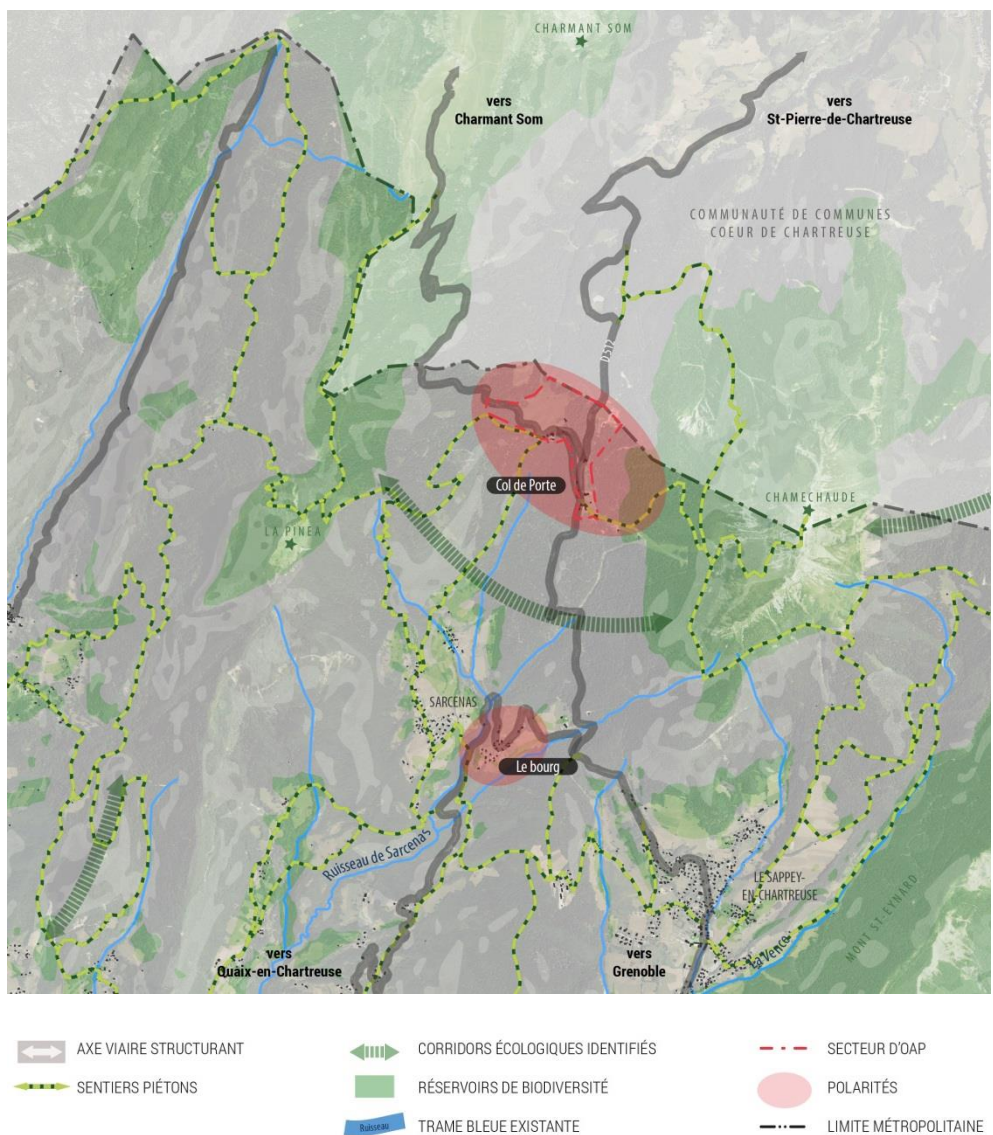 CHARMANT SOM
vers
Charmant Som
vers
St-Pierre-de-Chartreuse
COMMUNAUTÉ DE COMMUNES
COEUR DE CHARTREUSE
D512
Col de Porte
CHAMECHAUDE
LA PINEA
SARCENAS
Le bourg
Ruisseau de Sarcenas
LE SAPPEY-
EN-CHARTREUSE
MONT ST-EYNARD
La Vence
vers
Quaix-en-Chartreuse
vers
Grenoble
AXE VIAIRE STRUCTURANT
CORRIDORS ÉCOLOGIQUES IDENTIFIÉS
SECTEUR D'OAP
SENTIERS PIÉTONS
RÉSERVOIRS DE BIODIVERSITÉ
POLARITÉS
Ruisseau
TRAME BLEUE EXISTANTE
LIMITE MÉTROPOLITAINE